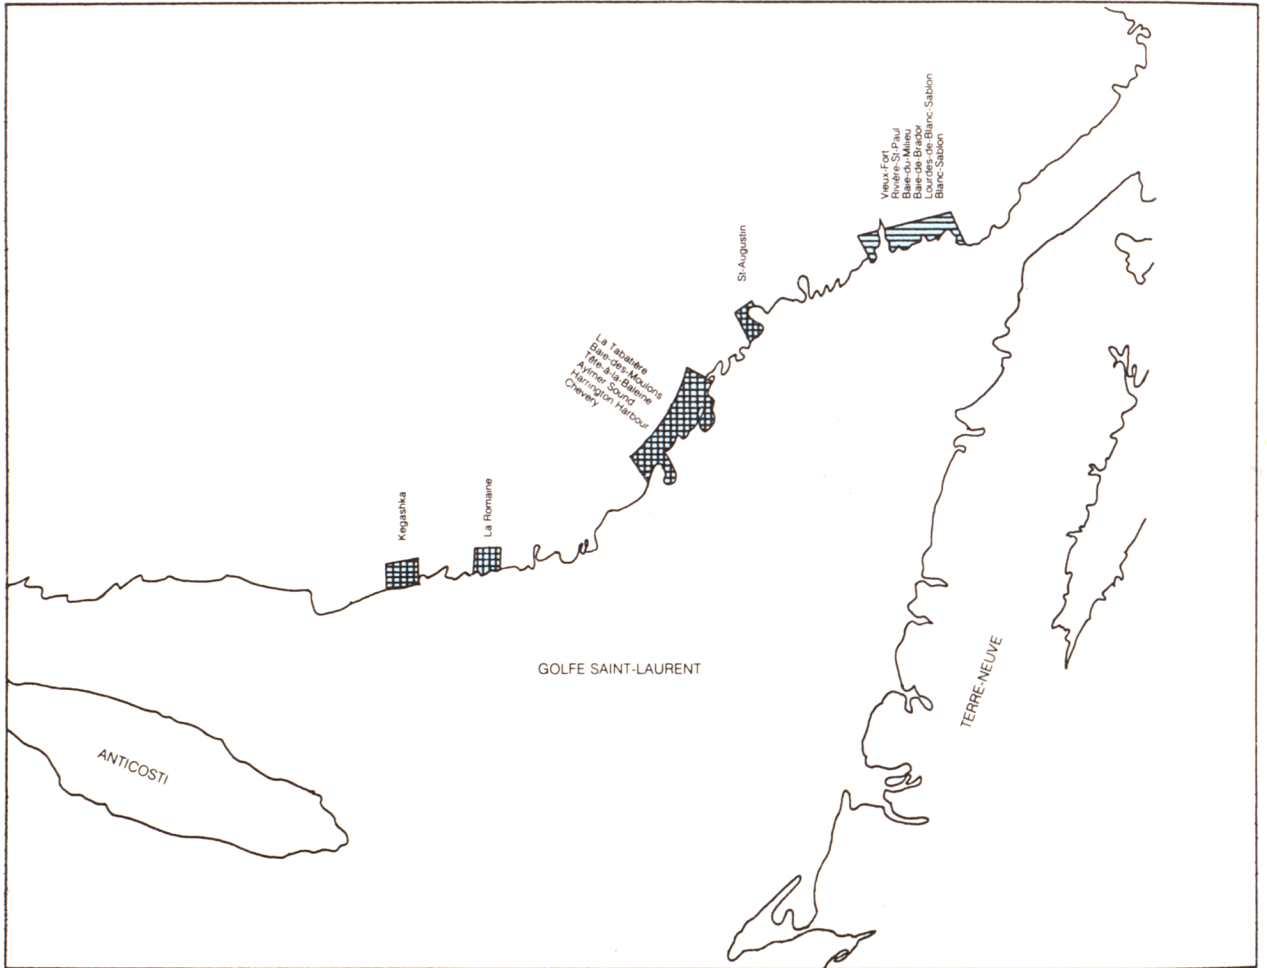 Vieux-Fort
Rivière-St-Paul
Baie-du-Milieu
Baie-de-Brador
Lourdes-de-Blanc-Sablon
Blanc-Sablon
St-Augustin
La Tabatière
Baie-des-Moutons
Tête-à-la-Baleine
Aylmer Sound
Harrington Harbour
Chevery
Kegashka
La Romaine
GOLFE SAINT-LAURENT
TERRE-NEUVE
ANTICOSTI